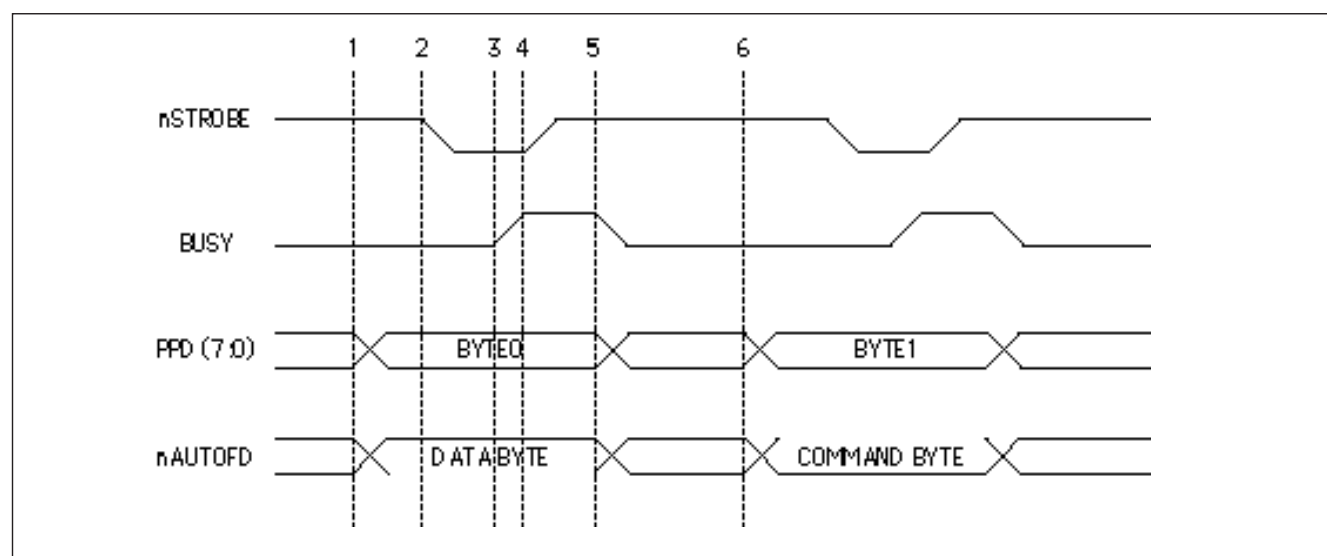 1 2 3 4 5 6
nSTROBE
BUSY
PPD (7:0) BYTE0 BYTE1
nAUTOFD DATA BYTE COMMAND BYTE